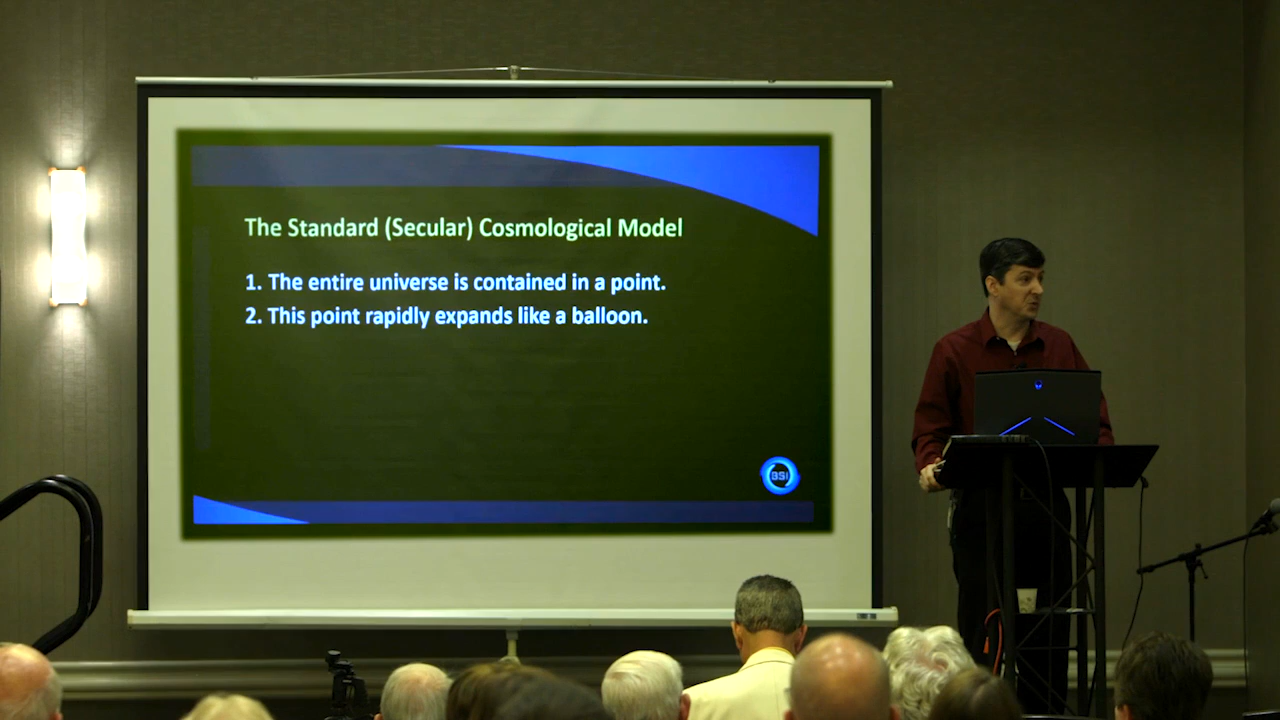 The Standard (Secular) Cosmological Model
1. The entire universe is contained in a point.
2. This point rapidly expands like a balloon.
BSI